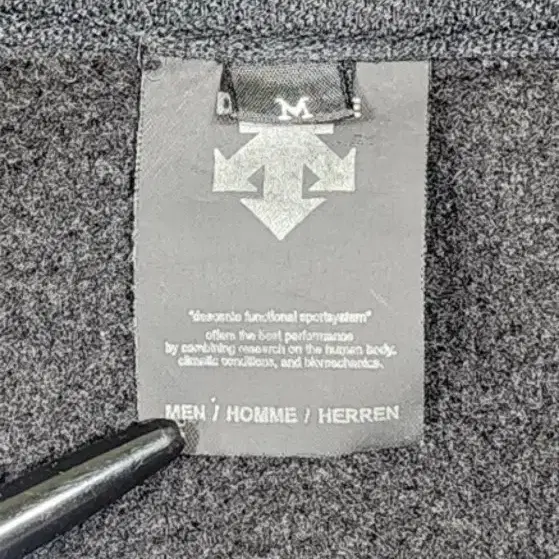 M
"descente functional sportsystem"
offers the best performance
by combining research on the human body,
climatic conditions, and biomechanics.
MEN / HOMME / HERREN